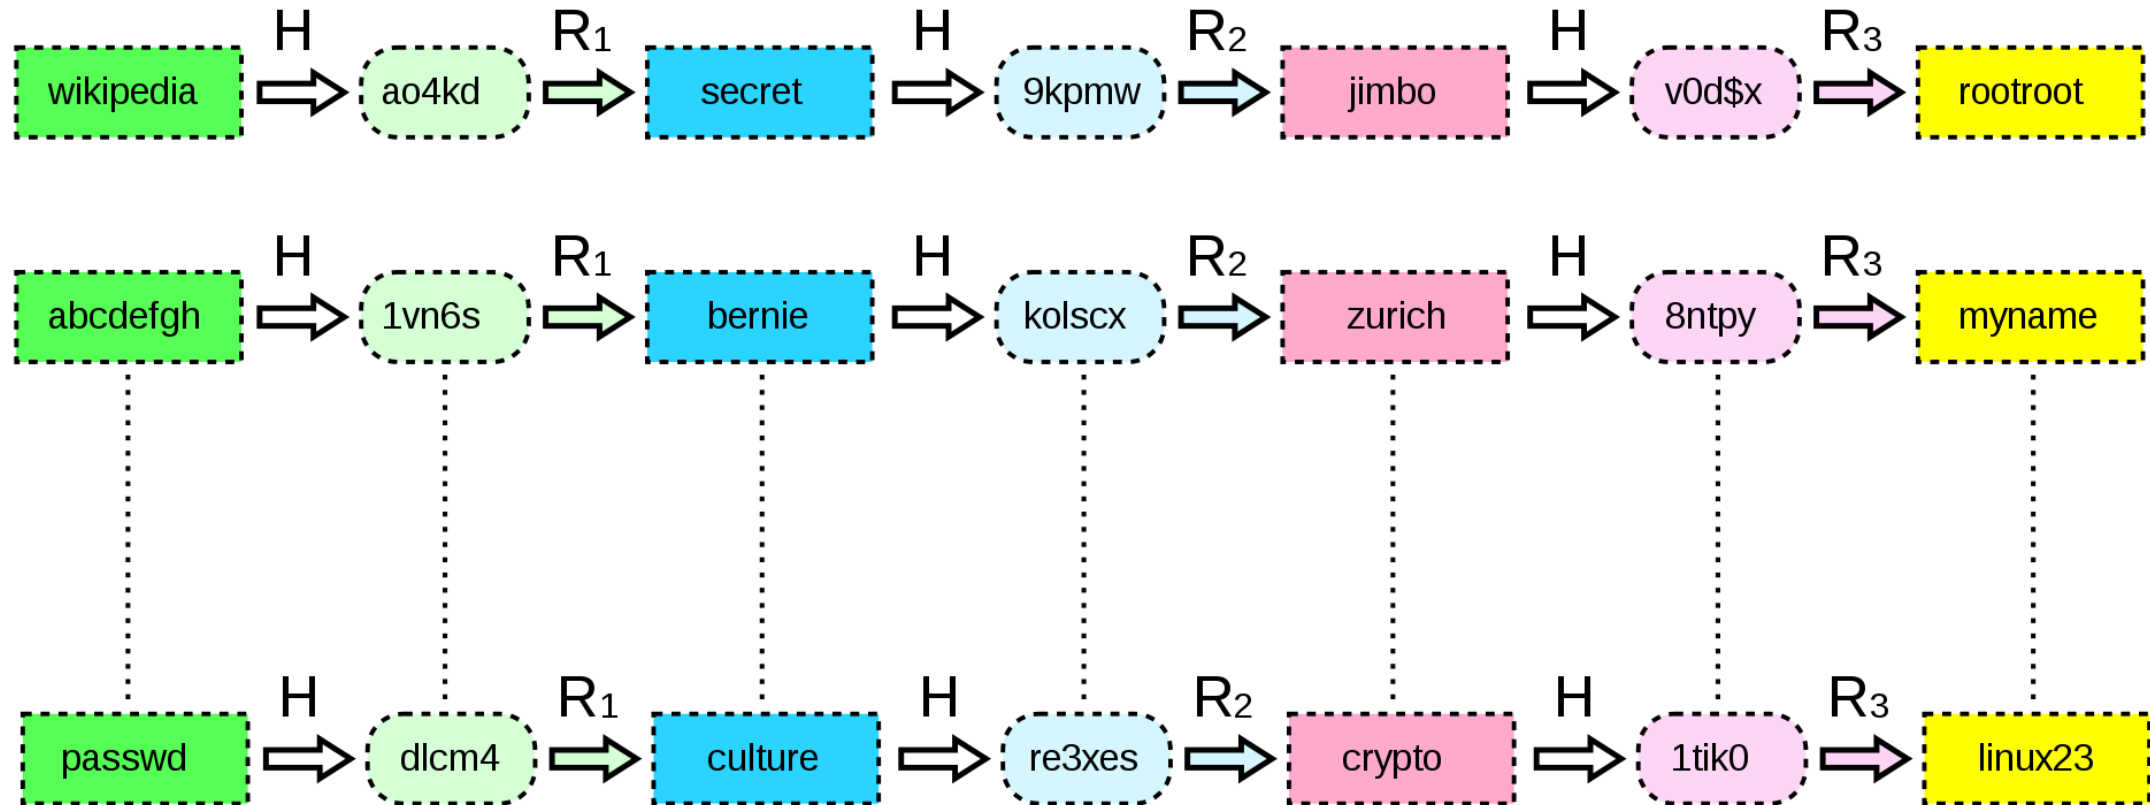 H R1 H R2 H R3
wikipedia ao4kd secret 9kpmw jimbo v0d$x rootroot
H R1 H R2 H R3
abcdefgh 1vn6s bernie kolscx zurich 8ntpy myname
H R1 H R2 H R3
passwd dlcm4 culture re3xes crypto 1tik0 linux23